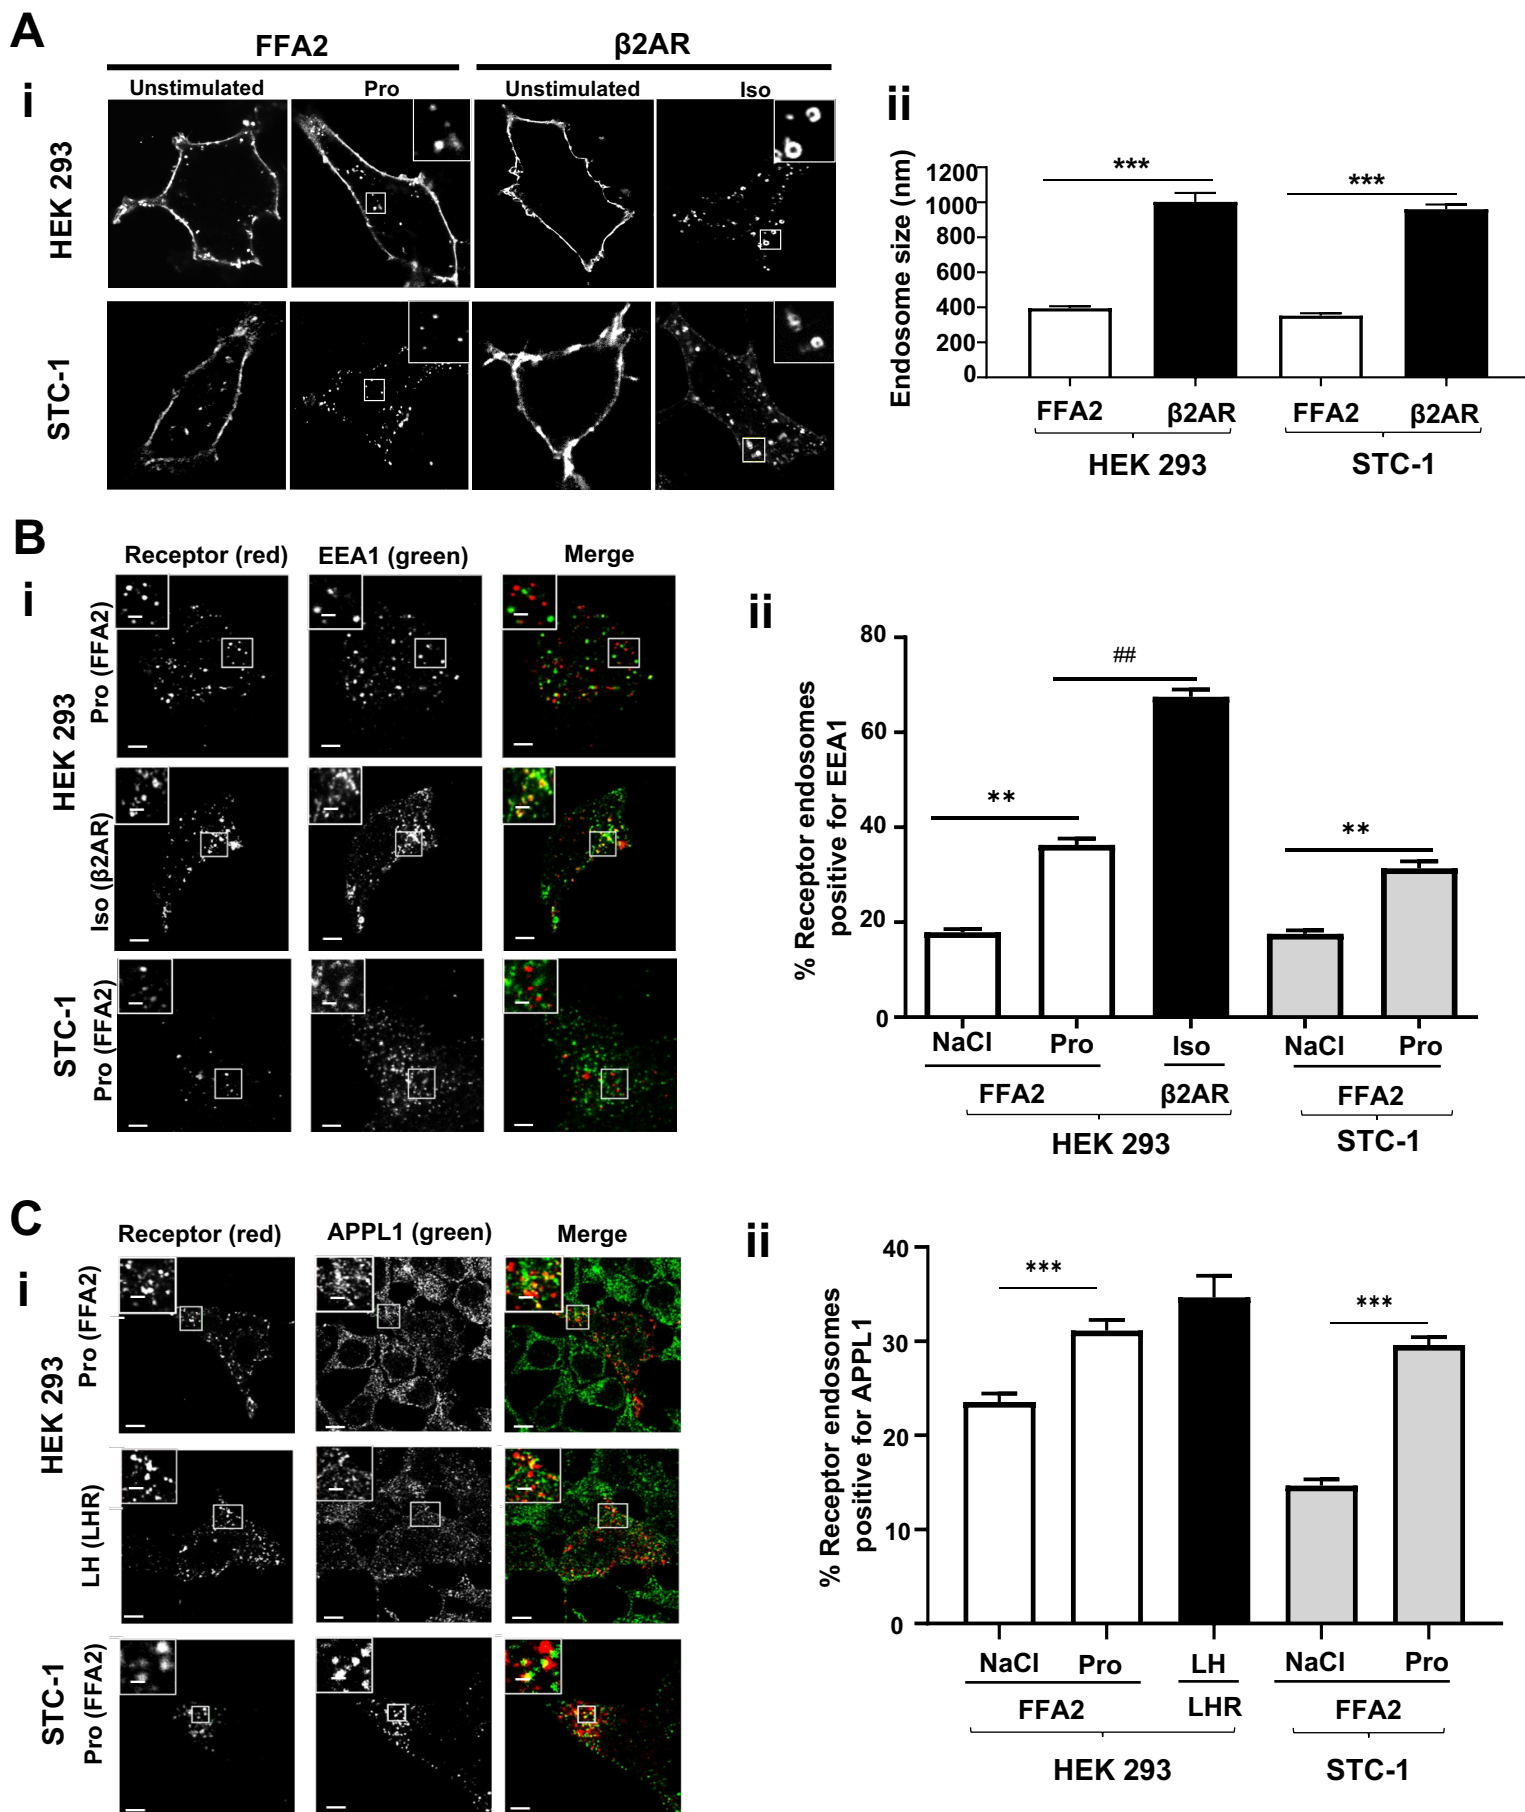 A
FFA2 β2AR
i Unstimulated Pro Unstimulated Iso
HEK 293
STC-1
ii
Endosome size (nm)
1200
1000
800
600
400
200
0
***
***
FFA2 β2AR FFA2 β2AR
HEK 293 STC-1
B
Receptor (red) EEA1 (green) Merge
i
HEK 293
Pro (FFA2)
Iso (β2AR)
STC-1
Pro (FFA2)
ii
% Receptor endosomes
positive for EEA1
80
60
40
20
0
**
##
**
NaCl Pro Iso NaCl Pro
FFA2 β2AR FFA2
HEK 293 STC-1
C
Receptor (red) APPL1 (green) Merge
i
HEK 293
Pro (FFA2)
LH (LHR)
STC-1
Pro (FFA2)
ii
% Receptor endosomes
positive for APPL1
40
30
20
10
0
***
***
NaCl Pro LH NaCl Pro
FFA2 LHR FFA2
HEK 293 STC-1